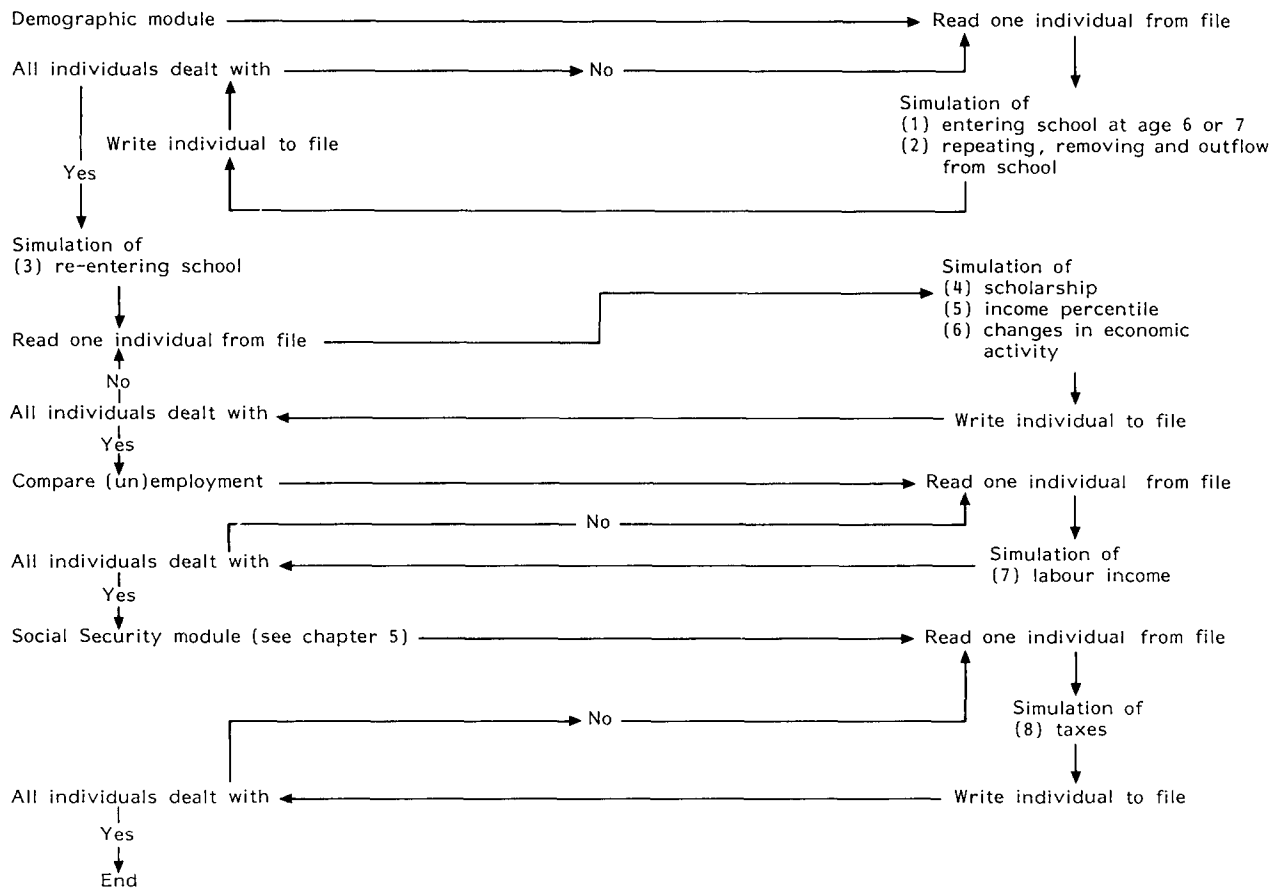 Demographic module
Read one individual from file
All individuals dealt with
No
Simulation of
(1) entering school at age 6 or 7
(2) repeating, removing and outflow
from school
Write individual to file
Yes
Simulation of
(3) re-entering school
Simulation of
(4) scholarship
(5) income percentile
(6) changes in economic
activity
Read one individual from file
No
All individuals dealt with
Write individual to file
Yes
Compare (un)employment
Read one individual from file
No
All individuals dealt with
Simulation of
(7) labour income
Yes
Social Security module (see chapter 5)
Read one individual from file
Simulation of
(8) taxes
No
All individuals dealt with
Write individual to file
Yes
End